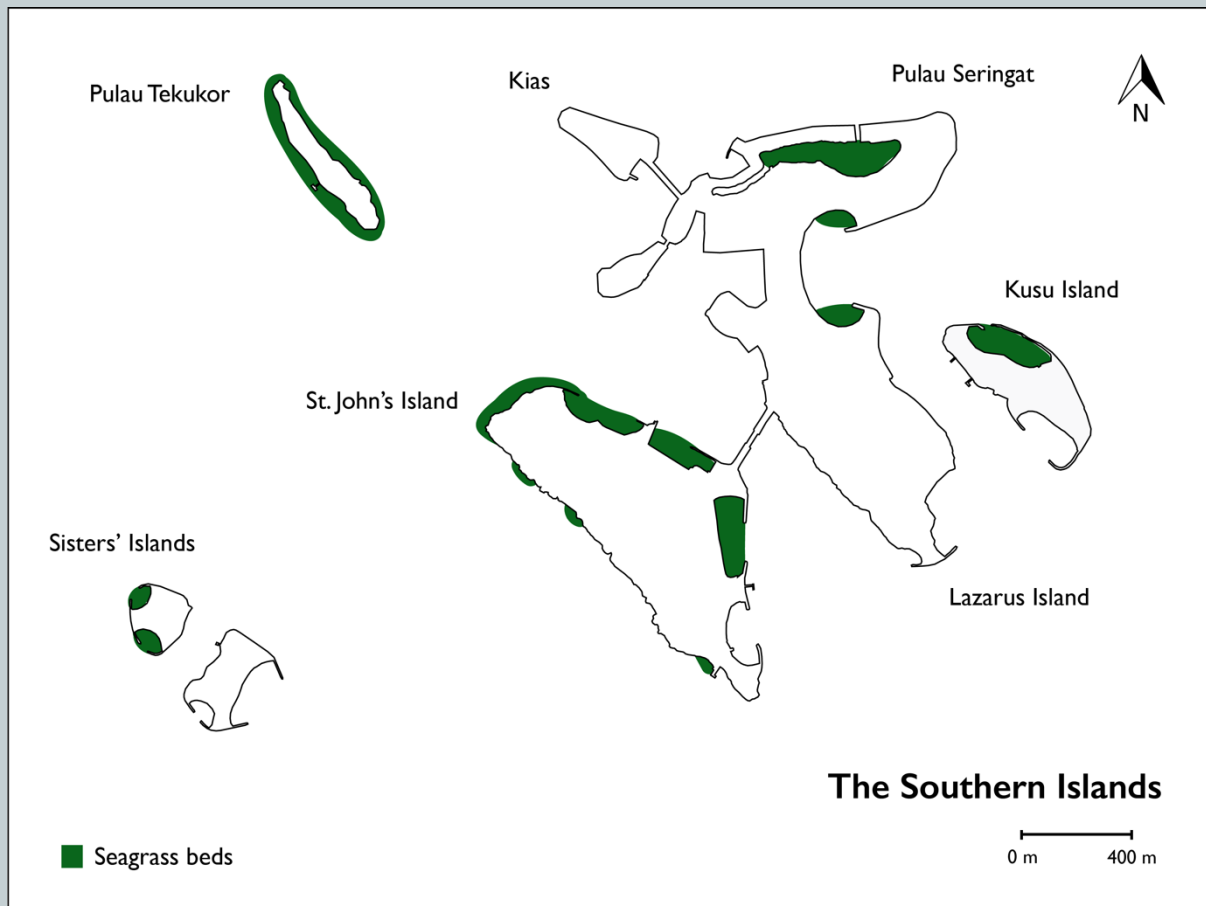 Pulau Tekukor
Kias
Pulau Seringat
N
Kusu Island
St. John's Island
Sisters' Islands
Lazarus Island
The Southern Islands
Seagrass beds
0 m
400 m